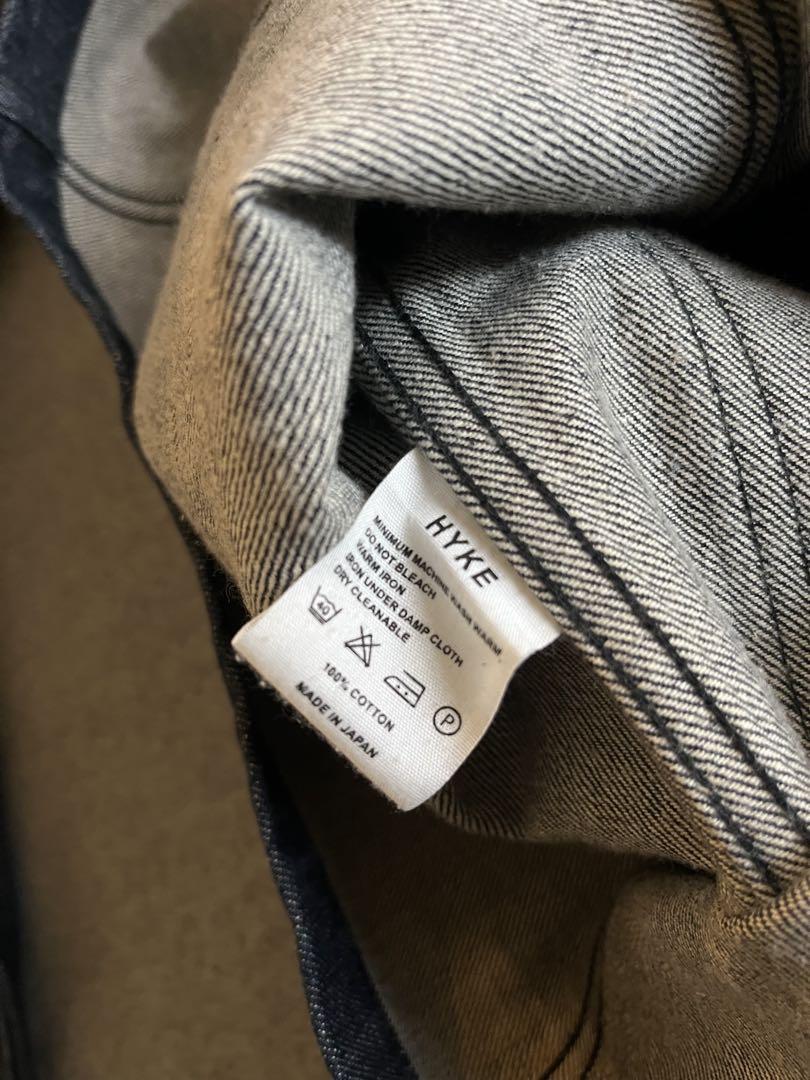 HYKE
MINIMUM MACHINE WASH WARM.
DO NOT BLEACH
WARM IRON
IRON UNDER DAMP CLOTH
DRY CLEANABLE
40 P
100% COTTON
MADE IN JAPAN